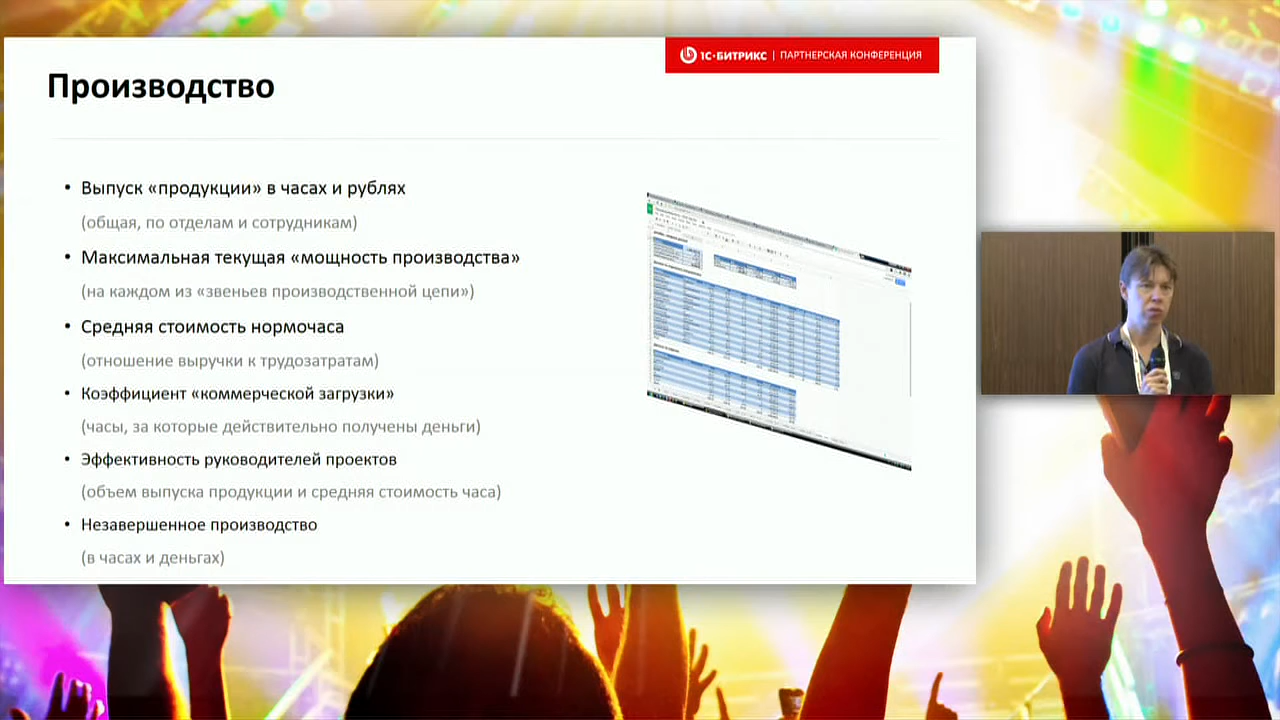 1С-БИТРИКС | ПАРТНЕРСКАЯ КОНФЕРЕНЦИЯ
Производство
• Выпуск «продукции» в часах и рублях
(общая, по отделам и сотрудникам)
• Максимальная текущая «мощность производства»
(на каждом из «звеньев производственной цепи»)
• Средняя стоимость нормочаса
(отношение выручки к трудозатратам)
• Коэффициент «коммерческой загрузки»
(часы, за которые действительно получены деньги)
• Эффективность руководителей проектов
(объем выпуска продукции и средняя стоимость часа)
• Незавершенное производство
(в часах и деньгах)